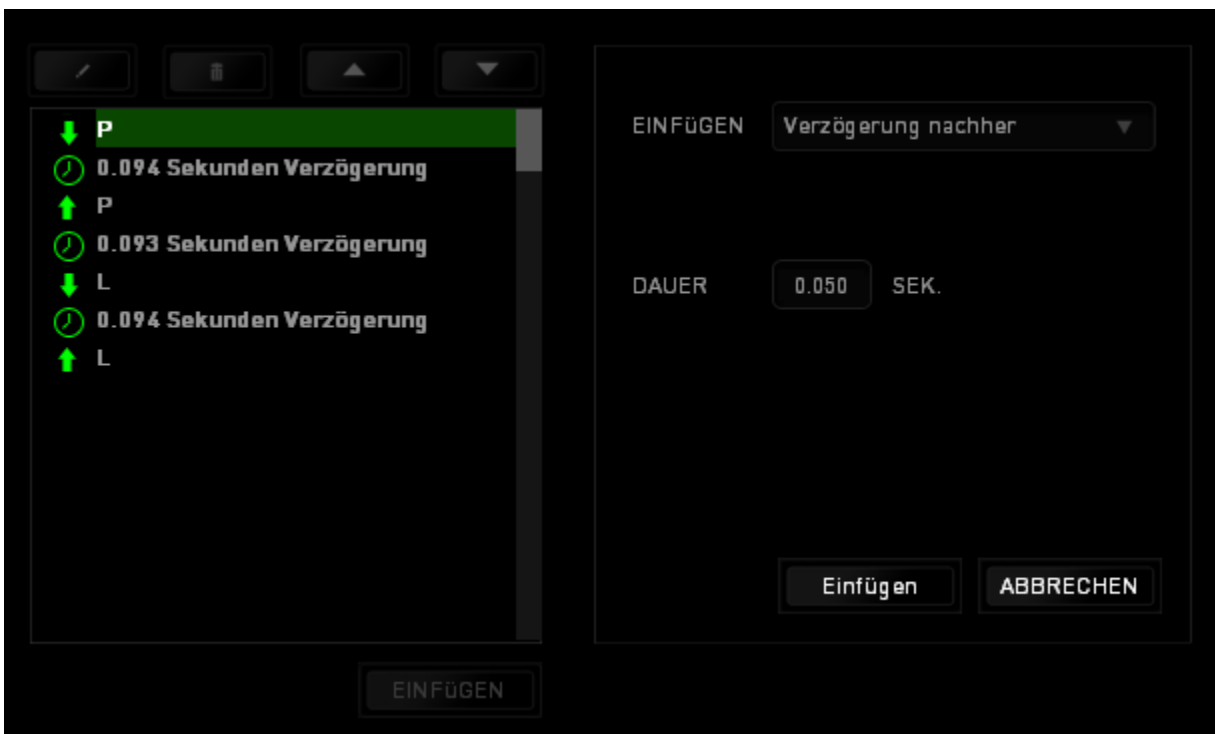 P
0.094 Sekunden Verzögerung
P
0.093 Sekunden Verzögerung
L
0.094 Sekunden Verzögerung
L
EINFüGEN
EINFüGEN Verzögerung nachher
DAUER 0.050 SEK.
Einfügen ABBRECHEN